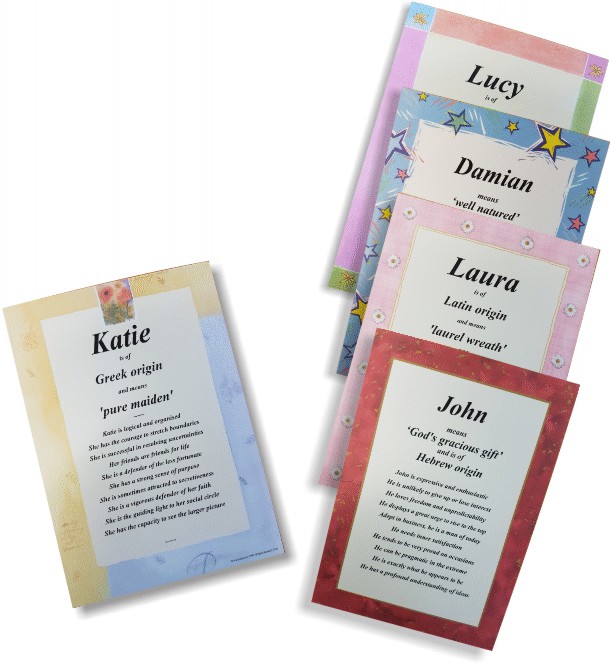 Lucy
is of
Damian
means
'well natured'
Laura
is of
Latin origin
and means
'laurel wreath'
Katie
is of
Greek origin
and means
'pure maiden'
Katie is logical and organised
She has the courage to stretch boundaries
She is successful in resolving uncertainties
Her friends are friends for life
She is a defender of the less fortunate
She has a strong sense of purpose
She is sometimes attracted to secretiveness
She is a vigorous defender of her faith
She is the guiding light to her social circle
She has the capacity to see the larger picture
John
means
'God's gracious gift'
and is of
Hebrew origin
John is expressive and enthusiastic
He is unlikely to give up or lose interest
He loves freedom and unpredictability
He displays a great urge to rise to the top
Adept in business, he is a man of today
He needs inner satisfaction
He tends to be very proud on occasions
He can be pragmatic in the extreme
He is exactly what he appears to be
He has a profound understanding of ideas